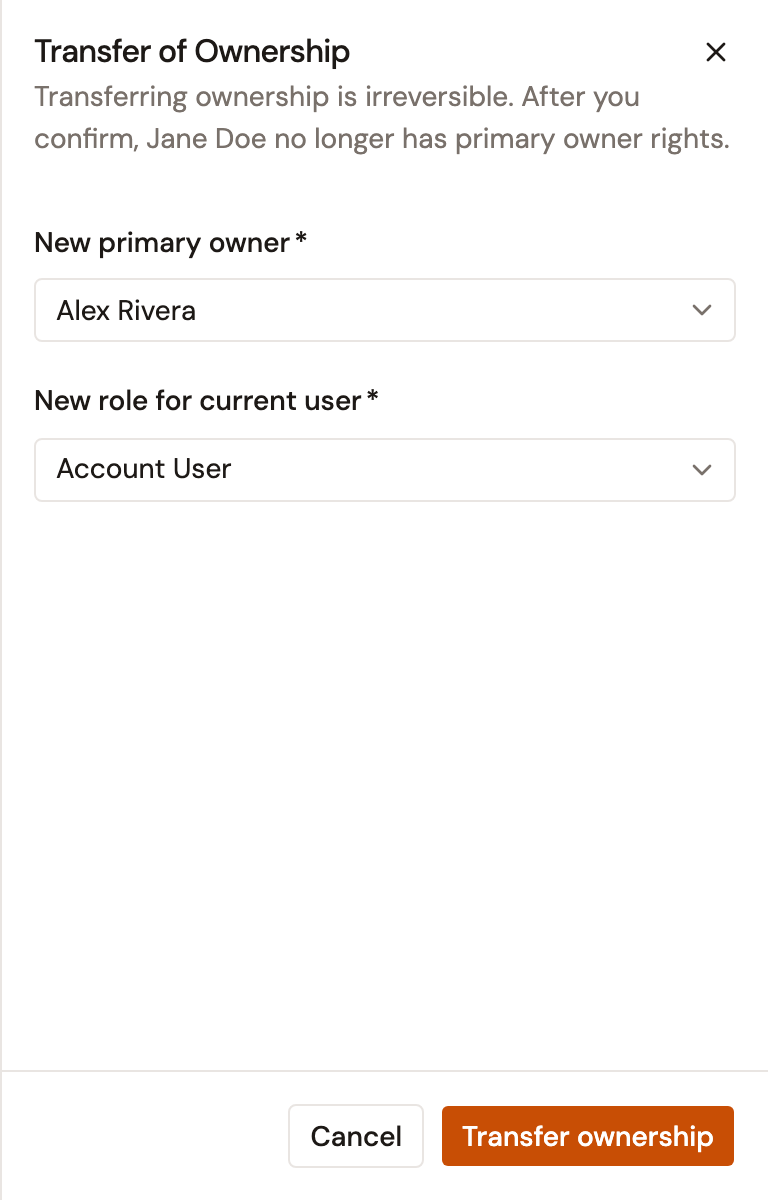 Transfer of Ownership
Transferring ownership is irreversible. After you
confirm, Jane Doe no longer has primary owner rights.
New primary owner*
Alex Rivera
New role for current user*
Account User
Cancel
Transfer ownership